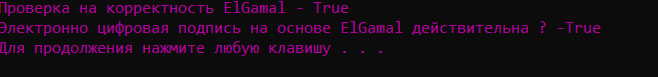 Проверка на корректность ElGamal - True
Электронно цифровая подпись на основе ElGamal действительна ? -True
Для продолжения нажмите любую клавишу . . .